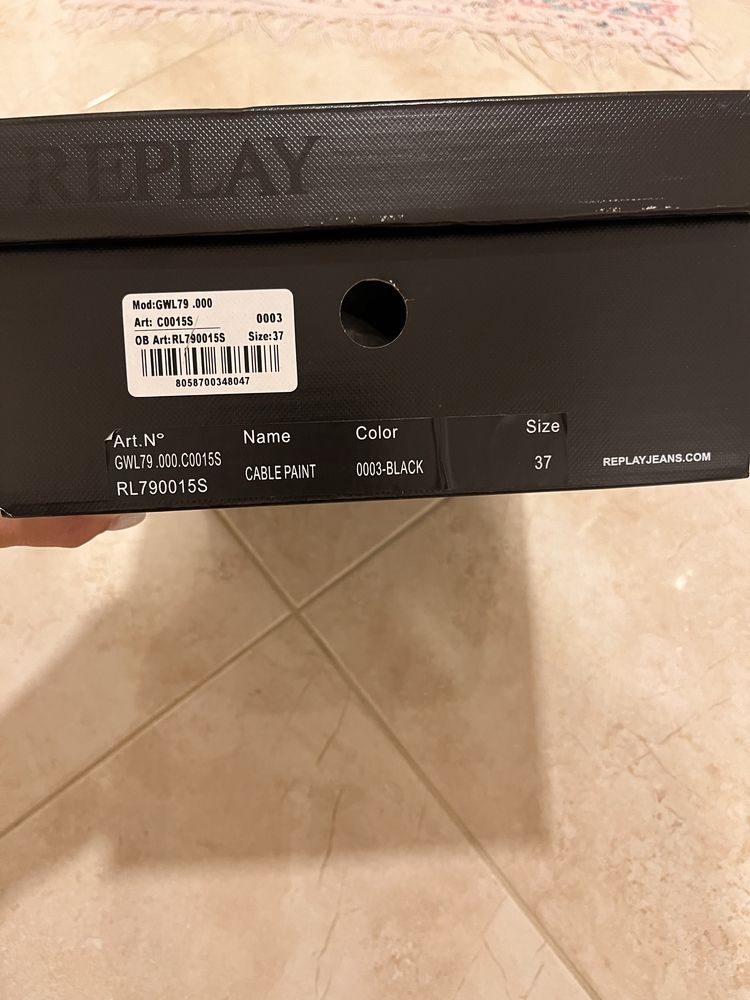 REPLAY
Mod:GWL79 .000
Art: C0015S 0003
OB Art:RL790015S Size:37
8058700348047
Art.Nº Name Color Size
GWL79 .000.C0015S CABLE PAINT 0003-BLACK 37 REPLAYJEANS.COM
RL790015S